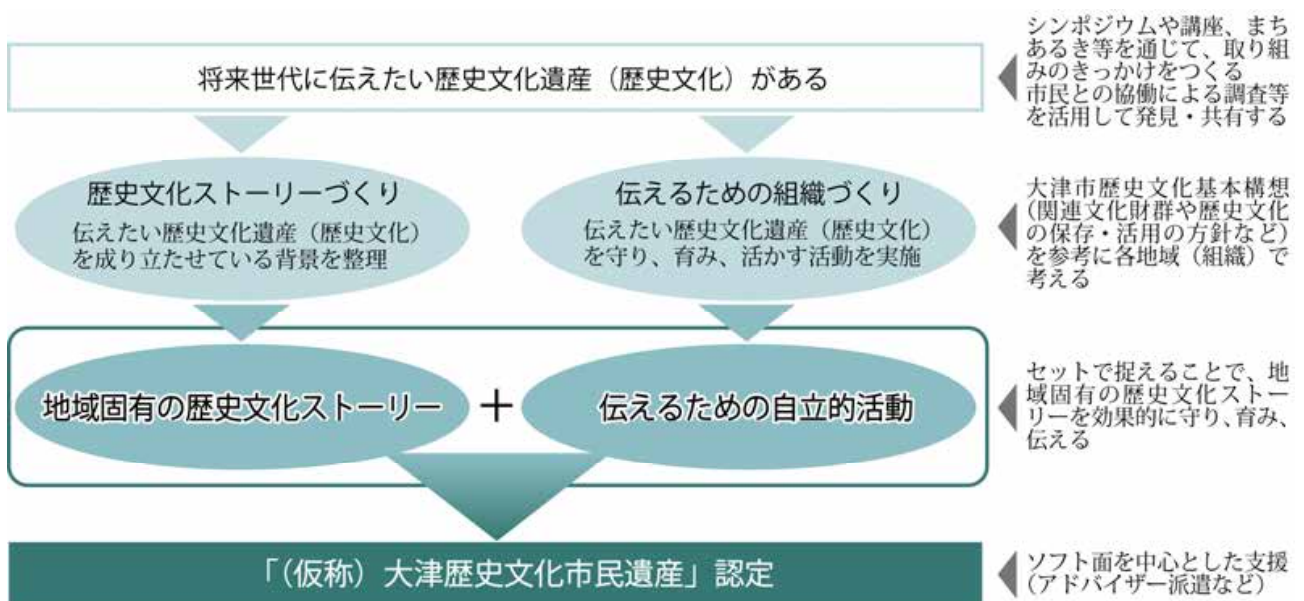 将来世代に伝えたい歴史文化遺産（歴史文化）がある
シンポジウムや講座、まち
あるき等を通じて、取り組
みのきっかけをつくる
市民との協働による調査等
を活用して発見・共有する
歴史文化ストーリーづくり
伝えたい歴史文化遺産（歴史文化）
を成り立たせている背景を整理
伝えるための組織づくり
伝えたい歴史文化遺産（歴史文化）
を守り、育み、活かす活動を実施
大津市歴史文化基本構想
(関連文化財群や歴史文化
の保存・活用の方針など)
を参考に各地域（組織）で
考える
地域固有の歴史文化ストーリー
+
伝えるための自立的活動
セットで捉えることで、地
域固有の歴史文化ストー
リーを効果的に守り、育み、
伝える
「（仮称）大津歴史文化市民遺産」認定
ソフト面を中心とした支援
(アドバイザー派遣など)